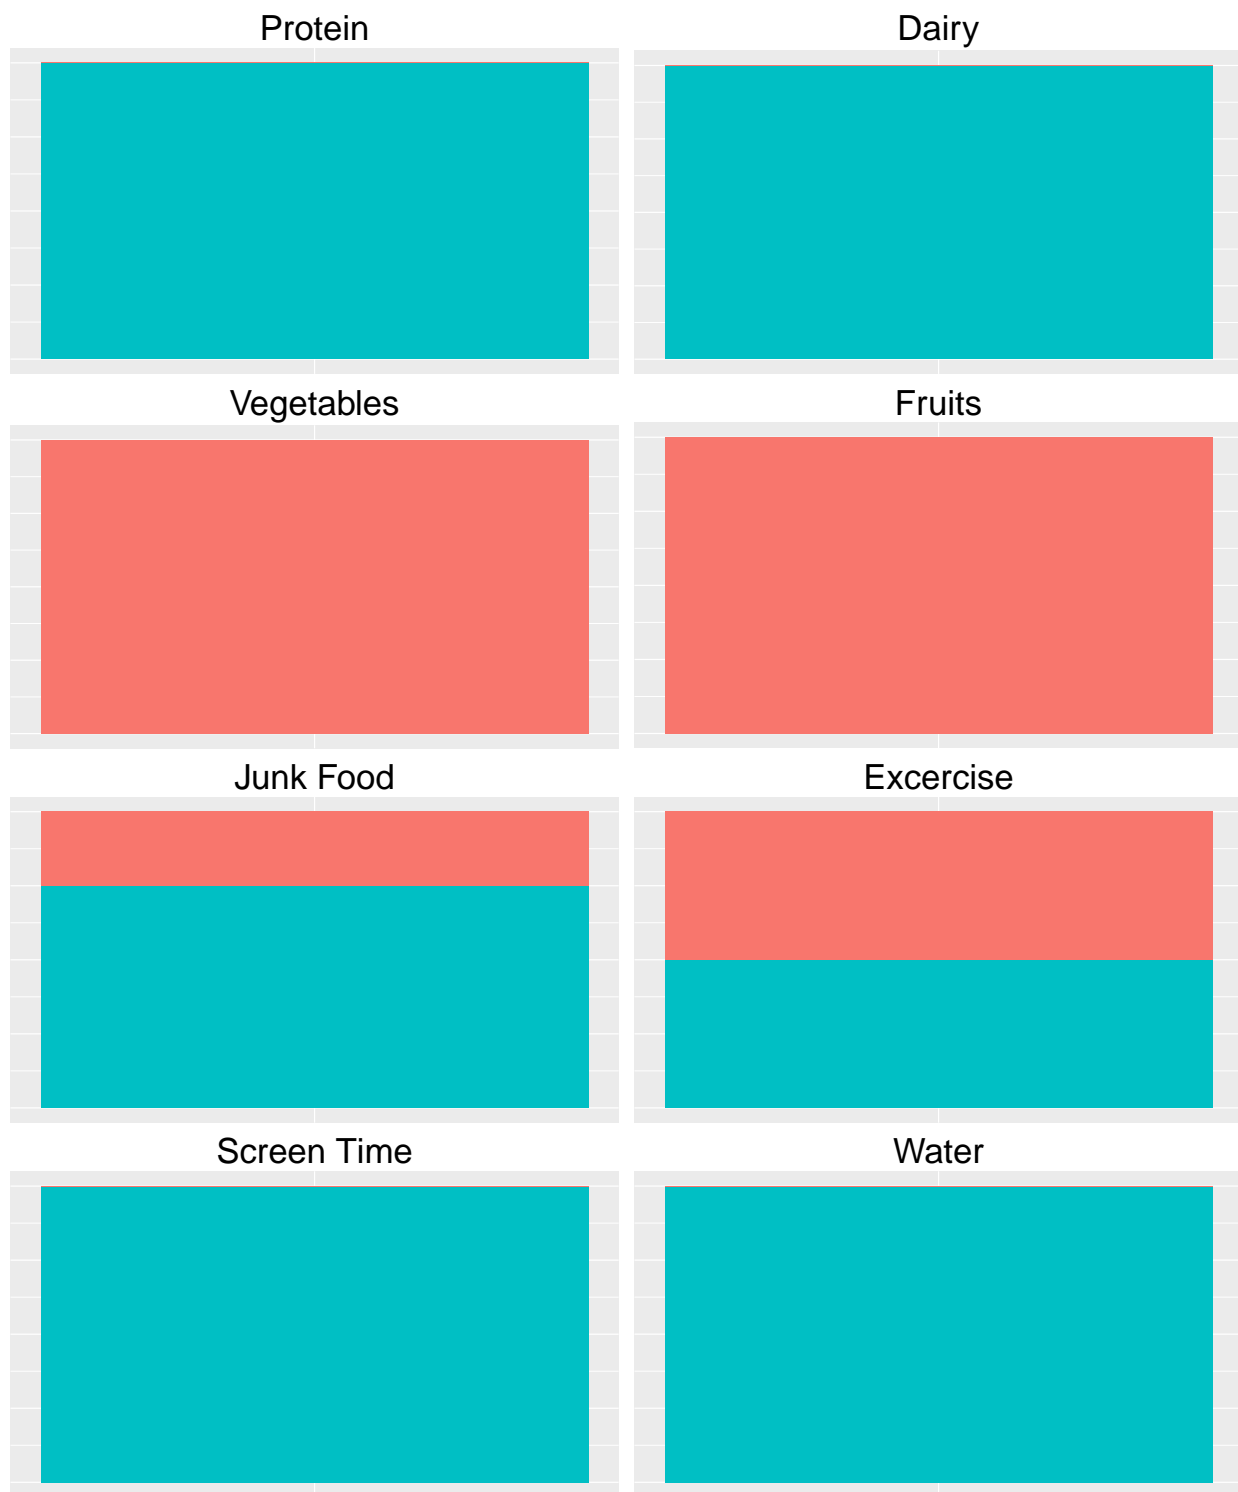 Protein
Dairy
Vegetables
Fruits
Junk Food
Excercise
Screen Time
Water